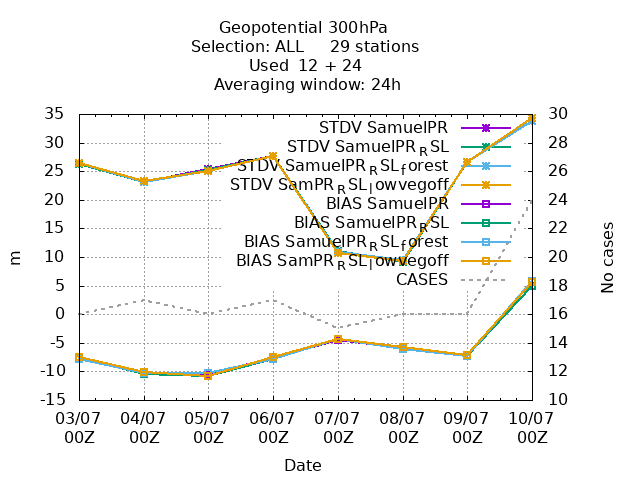 Geopotential 300hPa
Selection: ALL     29 stations
Used  12 + 24
Averaging window: 24h
35 30
30 28
25 26
20 24
15 22
10 20
5 18
0 16
-5 14
-10 12
-15 10
STDV SamuelPR
STDV SamuelPR_RSL
STDV SamuelPR_RSL_forest
STDV SamPR_RSL_lowvegoff
BIAS SamuelPR
BIAS SamuelPR_RSL
BIAS SamuelPR_RSL_forest
BIAS SamPR_RSL_lowvegoff
CASES
m
No cases
03/07 04/07 05/07 06/07 07/07 08/07 09/07 10/07
00Z 00Z 00Z 00Z 00Z 00Z 00Z 00Z
Date